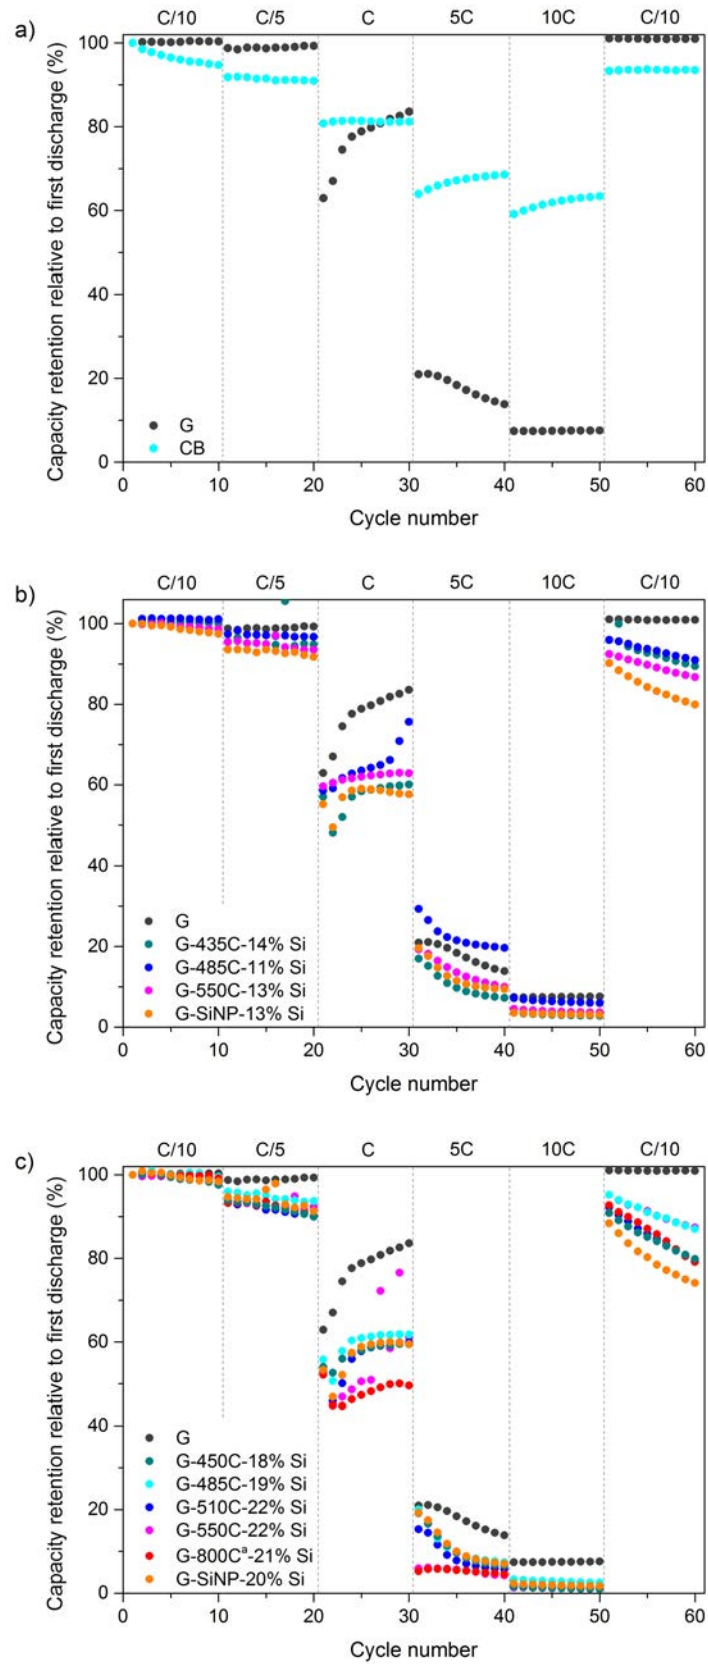 a)
C/10 C/5 C 5C 10C C/10
Capacity retention relative to first discharge (%)
100
80
60
40
20
0
G
CB
0 10 20 30 40 50 60
Cycle number
b)
C/10 C/5 C 5C 10C C/10
Capacity retention relative to first discharge (%)
100
80
60
40
20
0
G
G-435C-14% Si
G-485C-11% Si
G-550C-13% Si
G-SiNP-13% Si
0 10 20 30 40 50 60
Cycle number
c)
C/10 C/5 C 5C 10C C/10
Capacity retention relative to first discharge (%)
100
80
60
40
20
0
G
G-450C-18% Si
G-485C-19% Si
G-510C-22% Si
G-550C-22% Si
G-800Cª-21% Si
G-SiNP-20% Si
0 10 20 30 40 50 60
Cycle number